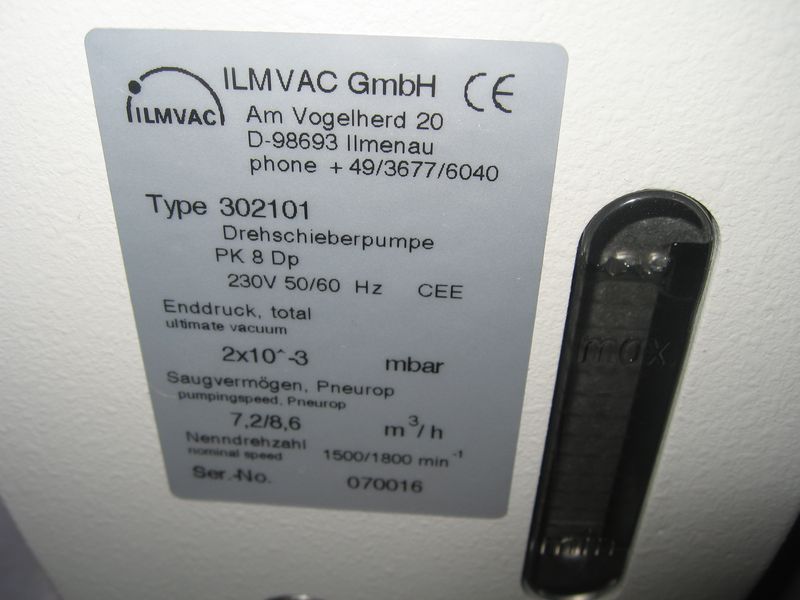 ILMVAC
ILMVAC GmbH CE
Am Vogelherd 20
D-98693 Ilmenau
phone +49/3677/6040
Type 302101
Drehschieberpumpe
PK 8 Dp
230V 50/60 Hz CEE
Enddruck, total
ultimate vacuum
2x10^-3 mbar
Saugvermögen, Pneurop
pumpingspeed, Pneurop
7,2/8,6 m³/h
Nenndrehzahl
nominal speed 1500/1800 min⁻¹
Ser.-No. 070016
max.
min.